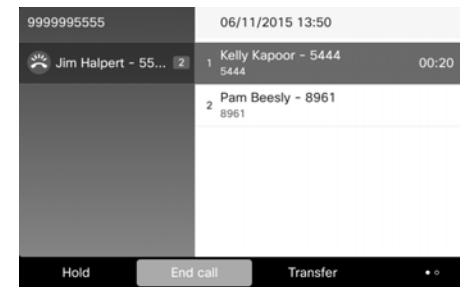 9999995555
06/11/2015 13:50
Jim Halpert - 55... 2
1 Kelly Kapoor - 5444 00:20
5444
2 Pam Beesly - 8961
8961
Hold End call Transfer